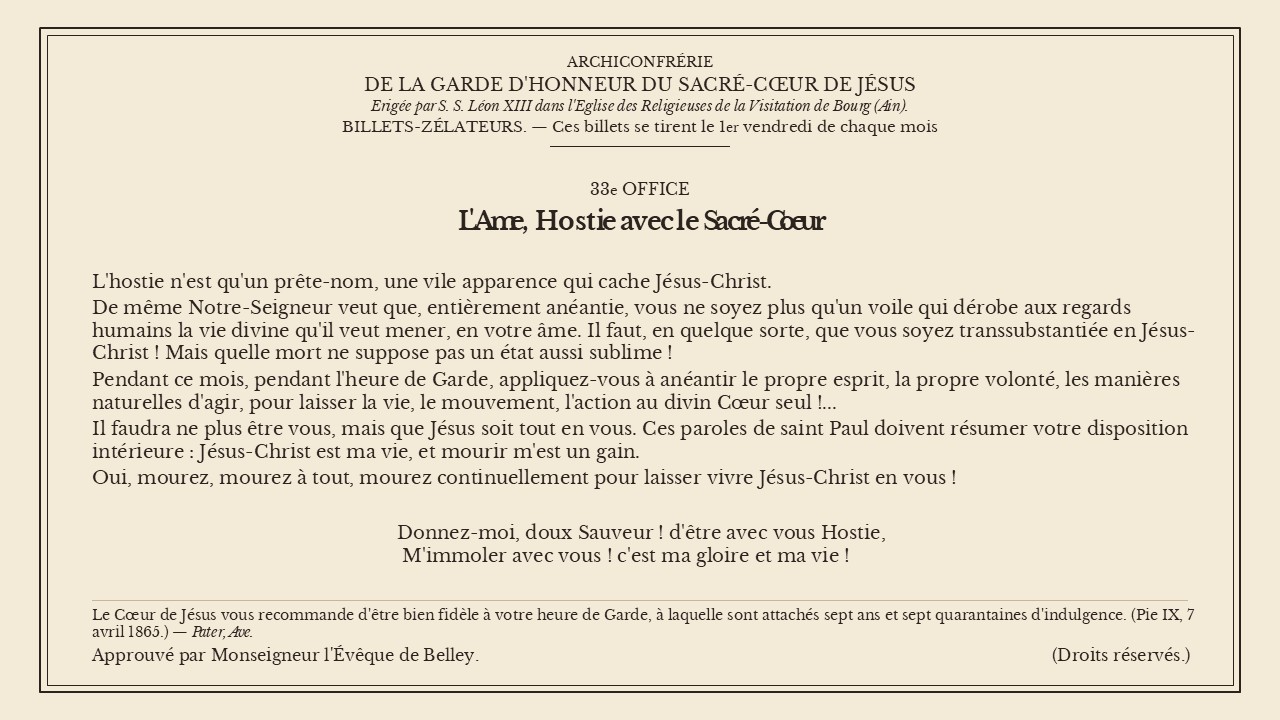 ARCHICONFRÉRIE
DE LA GARDE D'HONNEUR DU SACRÉ-CŒUR DE JÉSUS
Erigée par S. S. Léon XIII dans l'Eglise des Religieuses de la Visitation de Bourg (Ain).
BILLETS-ZÉLATEURS. — Ces billets se tirent le 1er vendredi de chaque mois
33e OFFICE
L'Ame, Hostie avec le Sacré-Cœur
L'hostie n'est qu'un prête-nom, une vile apparence qui cache Jésus-Christ.
De même Notre-Seigneur veut que, entièrement anéantie, vous ne soyez plus qu'un voile qui dérobe aux regards
humains la vie divine qu'il veut mener, en votre âme. Il faut, en quelque sorte, que vous soyez transsubstantiée en Jésus-
Christ ! Mais quelle mort ne suppose pas un état aussi sublime !
Pendant ce mois, pendant l'heure de Garde, appliquez-vous à anéantir le propre esprit, la propre volonté, les manières
naturelles d'agir, pour laisser la vie, le mouvement, l'action au divin Cœur seul !...
Il faudra ne plus être vous, mais que Jésus soit tout en vous. Ces paroles de saint Paul doivent résumer votre disposition
intérieure : Jésus-Christ est ma vie, et mourir m'est un gain.
Oui, mourez, mourez à tout, mourez continuellement pour laisser vivre Jésus-Christ en vous !
Donnez-moi, doux Sauveur ! d'être avec vous Hostie,
M'immoler avec vous ! c'est ma gloire et ma vie !
Le Cœur de Jésus vous recommande d'être bien fidèle à votre heure de Garde, à laquelle sont attachés sept ans et sept quarantaines d'indulgence. (Pie IX, 7
avril 1865.) — Pater, Ave.
Approuvé par Monseigneur l'Évêque de Belley. (Droits réservés.)